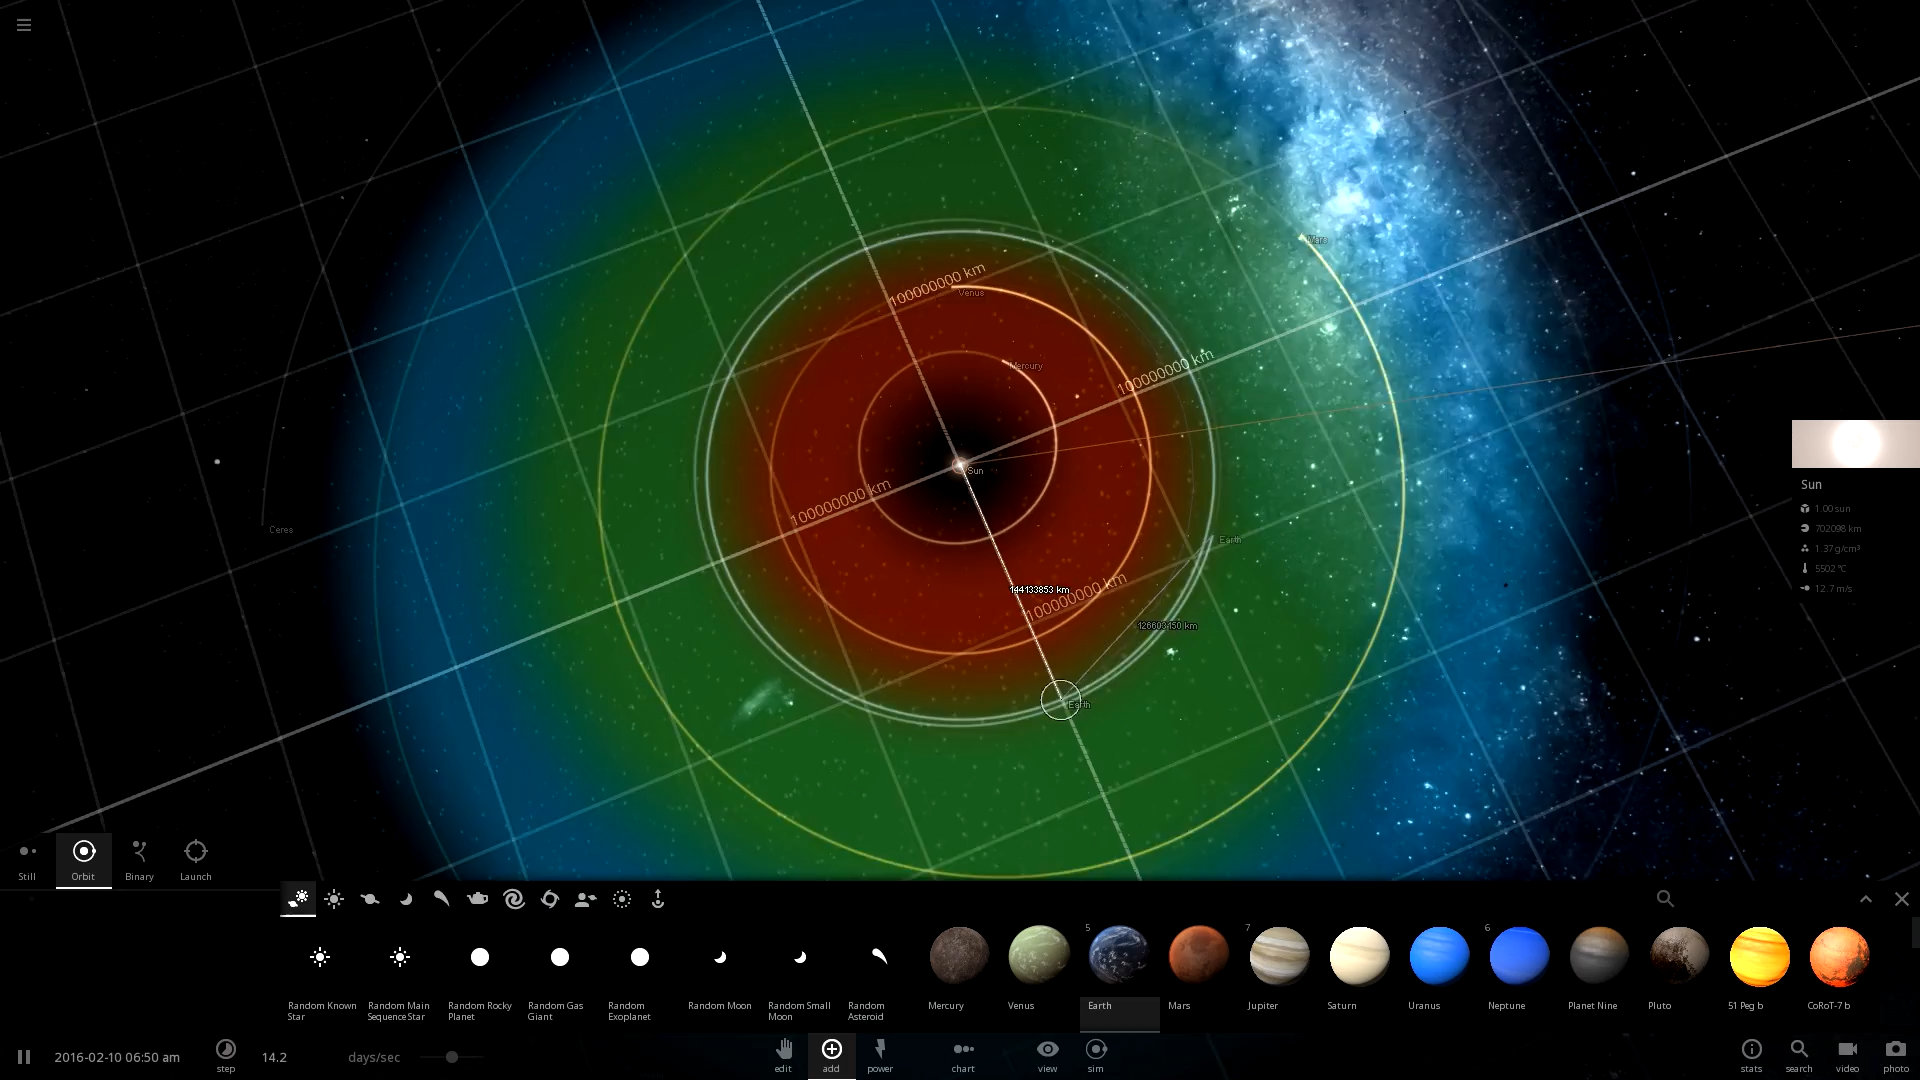 100000000 km
Venus
Mars
100000000 km
Mercury
Sun
100000000 km
Ceres
Earth
144133853 km
100000000 km
126603450 km
Earth
Sun
1.00 sun
702098 km
1.37 g/cm³
5502 °C
12.7 m/s
Still
Orbit
Binary
Launch
5
7
6
Random Known Star
Random Main Sequence Star
Random Rocky Planet
Random Gas Giant
Random Exoplanet
Random Moon
Random Small Moon
Random Asteroid
Mercury
Venus
Earth
Mars
Jupiter
Saturn
Uranus
Neptune
Planet Nine
Pluto
51 Peg b
CoRoT-7 b
2016-02-10 06:50 am
step
14.2
days/sec
edit
add
power
chart
view
sim
stats
search
video
photo